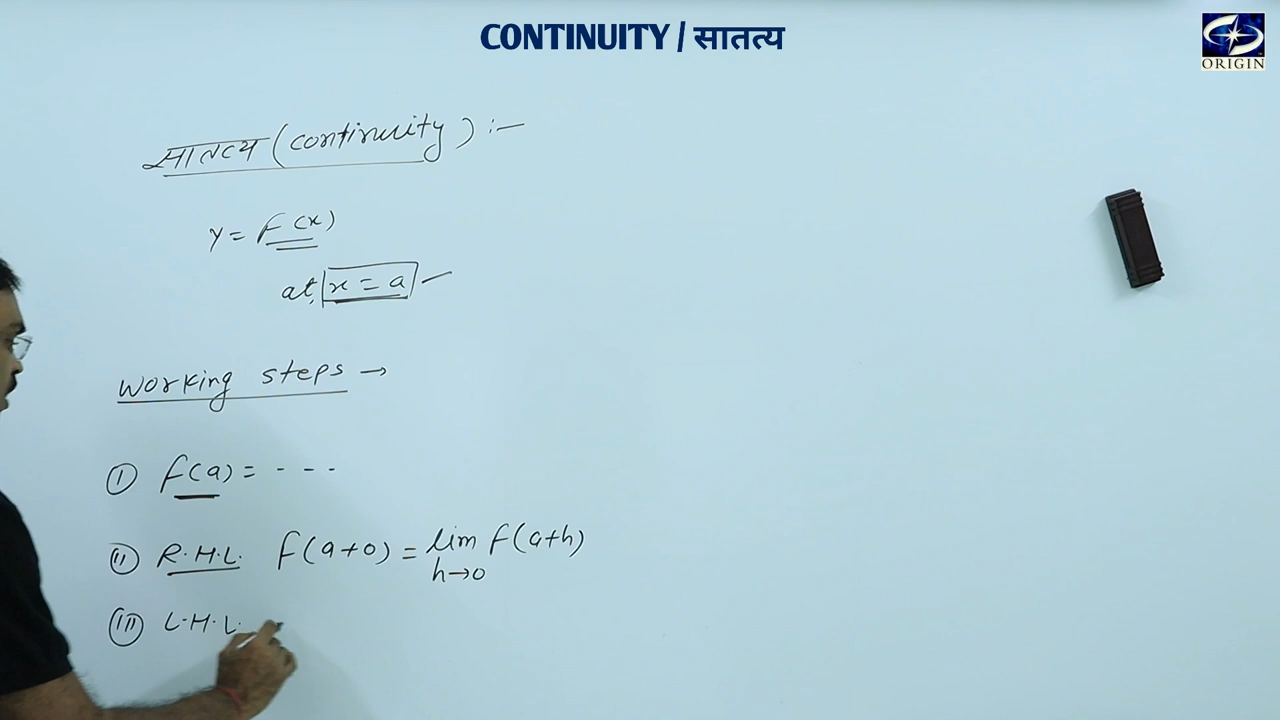 CONTINUITY / सातत्य
ORIGIN
सातत्य (continuity) :-
y = f(x)
at, x = a
Working steps →
(i) f(a) = - - -
(ii) R.H.L. f(a+0) = lim f(a+h)
h→0
(iii) L.H.L.